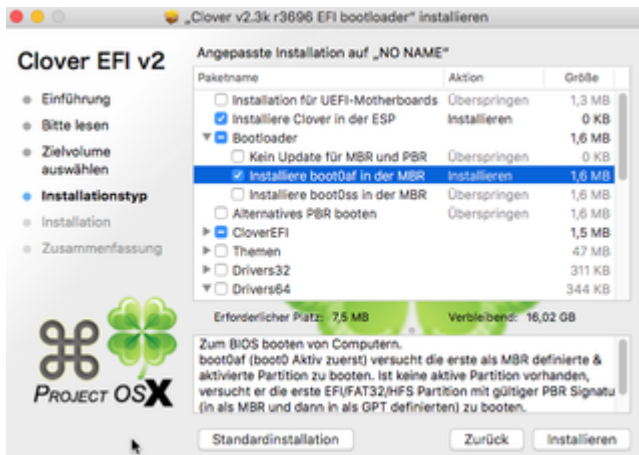 „Clover v2.3k r3696 EFI bootloader“ installieren
Clover EFI v2
Angepasste Installation auf „NO NAME“
Paketname Aktion Größe
Einführung
Bitte lesen
Zielvolume
auswählen
Installationstyp
Installation
Zusammenfassung
Installation für UEFI-Motherboards Überspringen 1,3 MB
Installiere Clover in der ESP Installieren 0 KB
Bootloader 1,6 MB
Kein Update für MBR und PBR Überspringen 0 KB
Installiere boot0af in der MBR Installieren 1,6 MB
Installiere boot0ss in der MBR Überspringen 1,6 MB
Alternatives PBR booten Überspringen 1,6 MB
CloverEFI 1,5 MB
Themen 47 MB
Drivers32 311 KB
Drivers64 344 KB
Erforderlicher Platz: 7,5 MB Verbleibend: 16,02 GB
Zum BIOS booten von Computern.
boot0af (boot0 Aktiv zuerst) versucht die erste als MBR definierte &
aktivierte Partition zu booten. Ist keine aktive Partition vorhanden,
versucht er die erste EFI/FAT32/HFS Partition mit gültiger PBR Signatu
(in als MBR und dann in als GPT definierten) zu booten.
PROJECT OSX
Standardinstallation Zurück Installieren